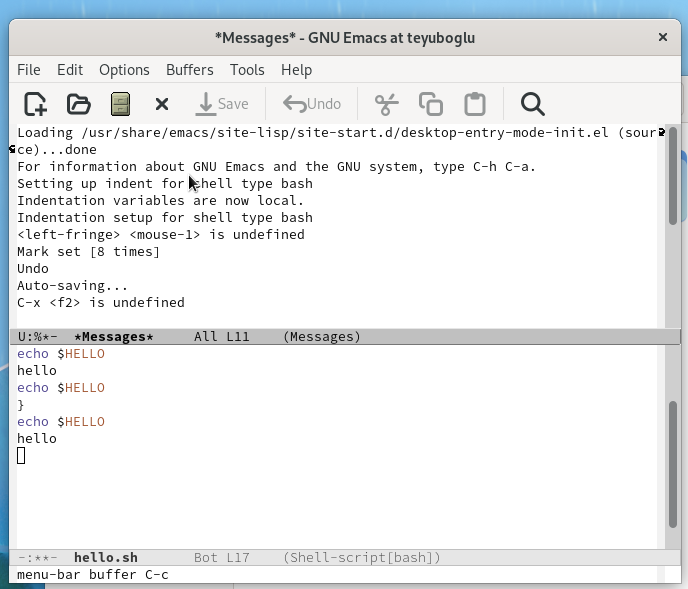 *Messages* - GNU Emacs at teyuboglu
File Edit Options Buffers Tools Help
Save Undo
Loading /usr/share/emacs/site-lisp/site-start.d/desktop-entry-mode-init.el (sour
ce)...done
For information about GNU Emacs and the GNU system, type C-h C-a.
Setting up indent for shell type bash
Indentation variables are now local.
Indentation setup for shell type bash
<left-fringe> <mouse-1> is undefined
Mark set [8 times]
Undo
Auto-saving...
C-x <f2> is undefined
U:%*- *Messages* All L11 (Messages)
echo $HELLO
hello
echo $HELLO
}
echo $HELLO
hello
-:**- hello.sh Bot L17 (Shell-script[bash])
menu-bar buffer C-c